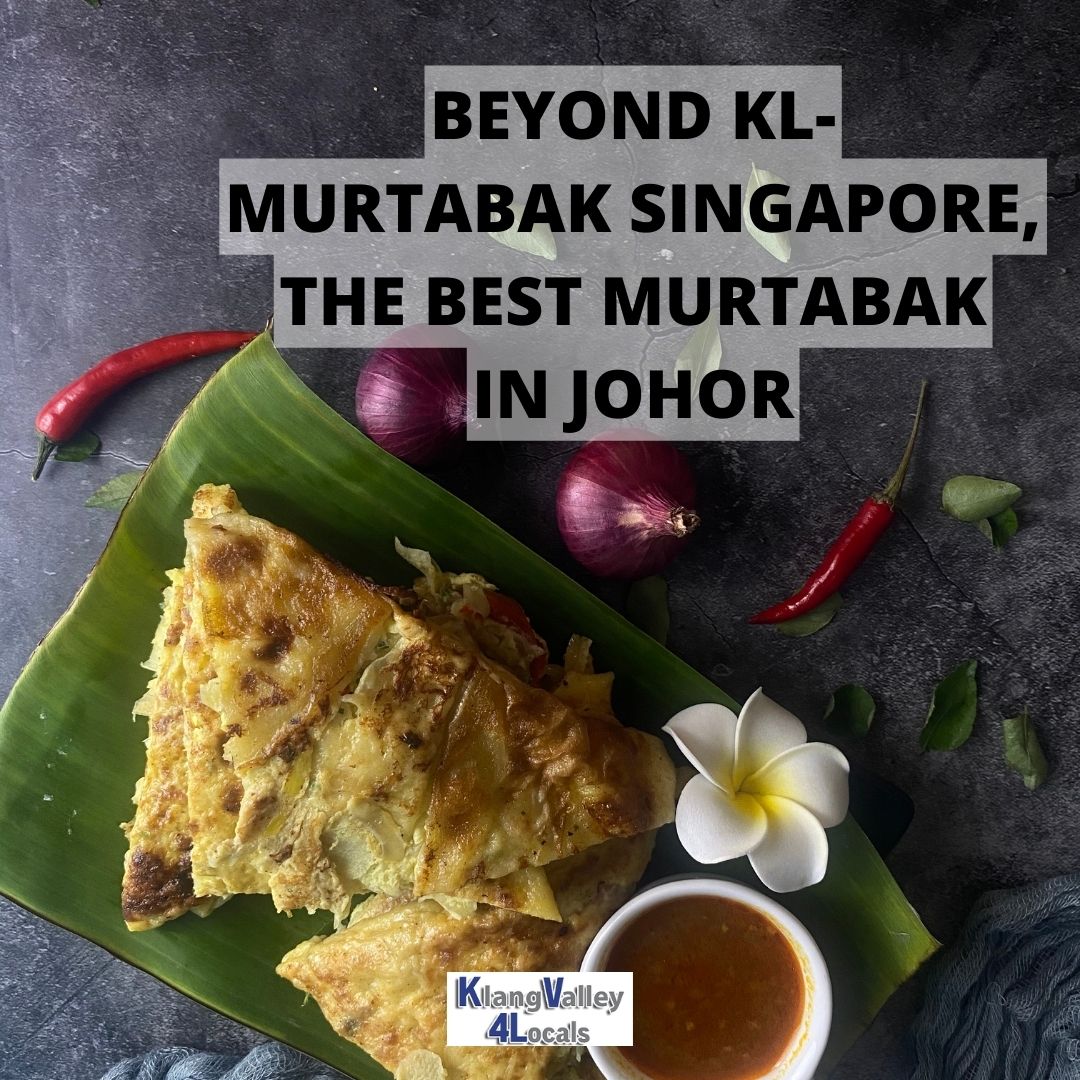 BEYOND KL-
MURTABAK SINGAPORE,
THE BEST MURTABAK
IN JOHOR
KlangValley
4Locals